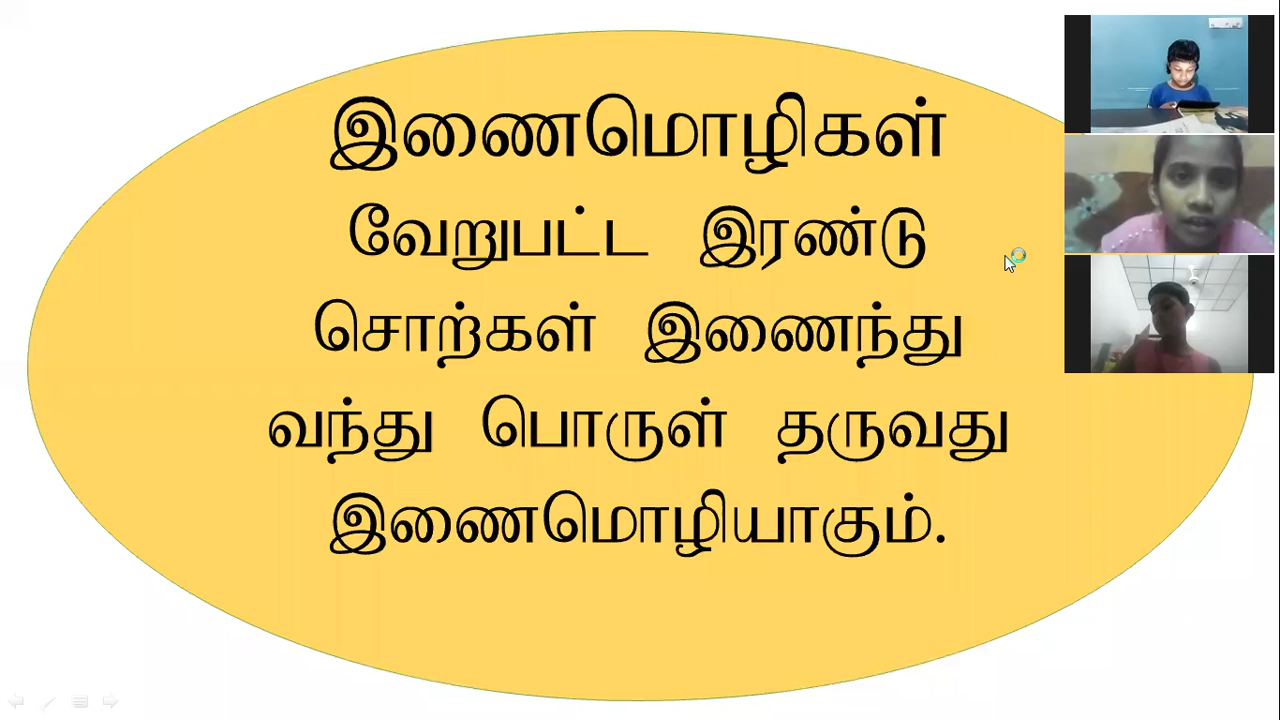 இணைமொழிகள்
வேறுபட்ட இரண்டு
சொற்கள் இணைந்து
வந்து பொருள் தருவது
இணைமொழியாகும்.